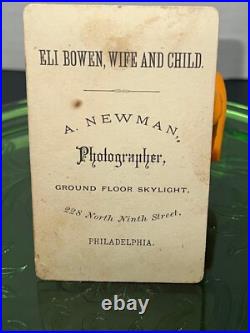 ELI BOWEN, WIFE AND CHILD.
A. NEWMAN,
Photographer,
GROUND FLOOR SKYLIGHT,
228 North Ninth Street,
PHILADELPHIA.